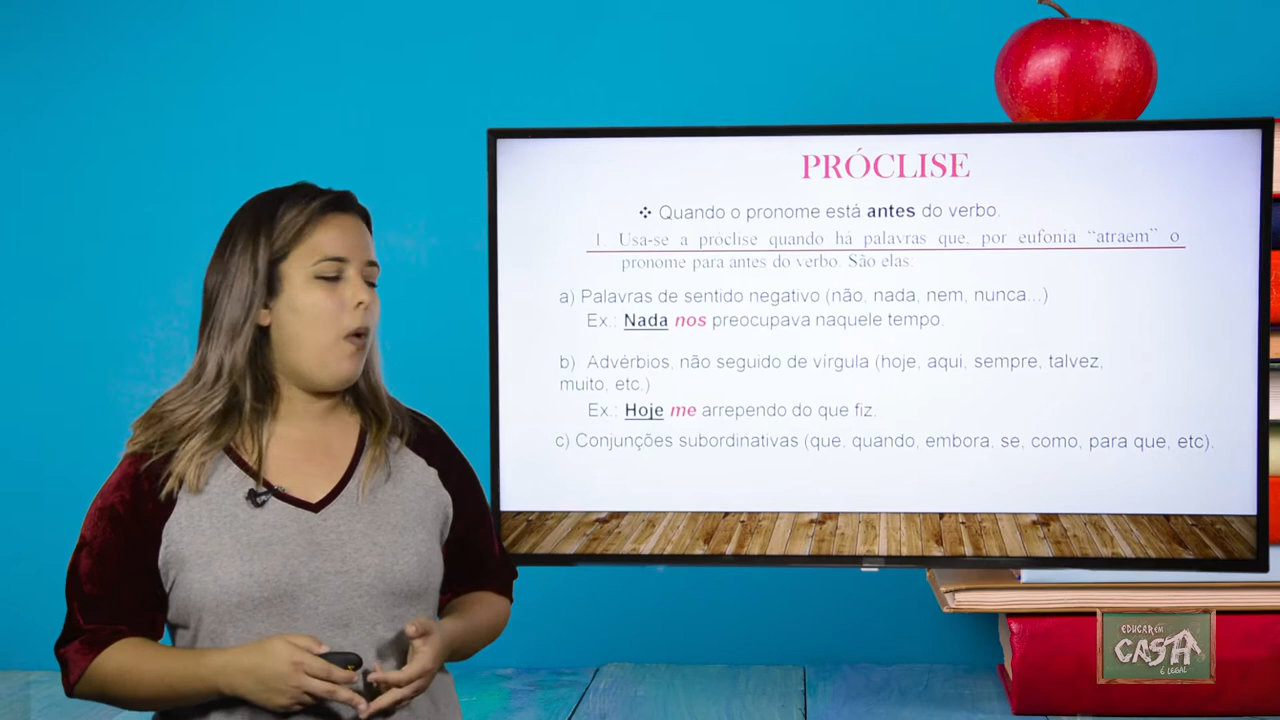 PRÓCLISE
❖ Quando o pronome está antes do verbo.
1. Usa-se a próclise quando há palavras que, por eufonia “atraem” o
pronome para antes do verbo. São elas:
a) Palavras de sentido negativo (não, nada, nem, nunca...)
Ex.: Nada nos preocupava naquele tempo.
b) Advérbios, não seguido de vírgula (hoje, aqui, sempre, talvez,
muito, etc.)
Ex.: Hoje me arrependo do que fiz.
c) Conjunções subordinativas (que, quando, embora, se, como, para que, etc).
EDUCAR EM
CASA
É LEGAL